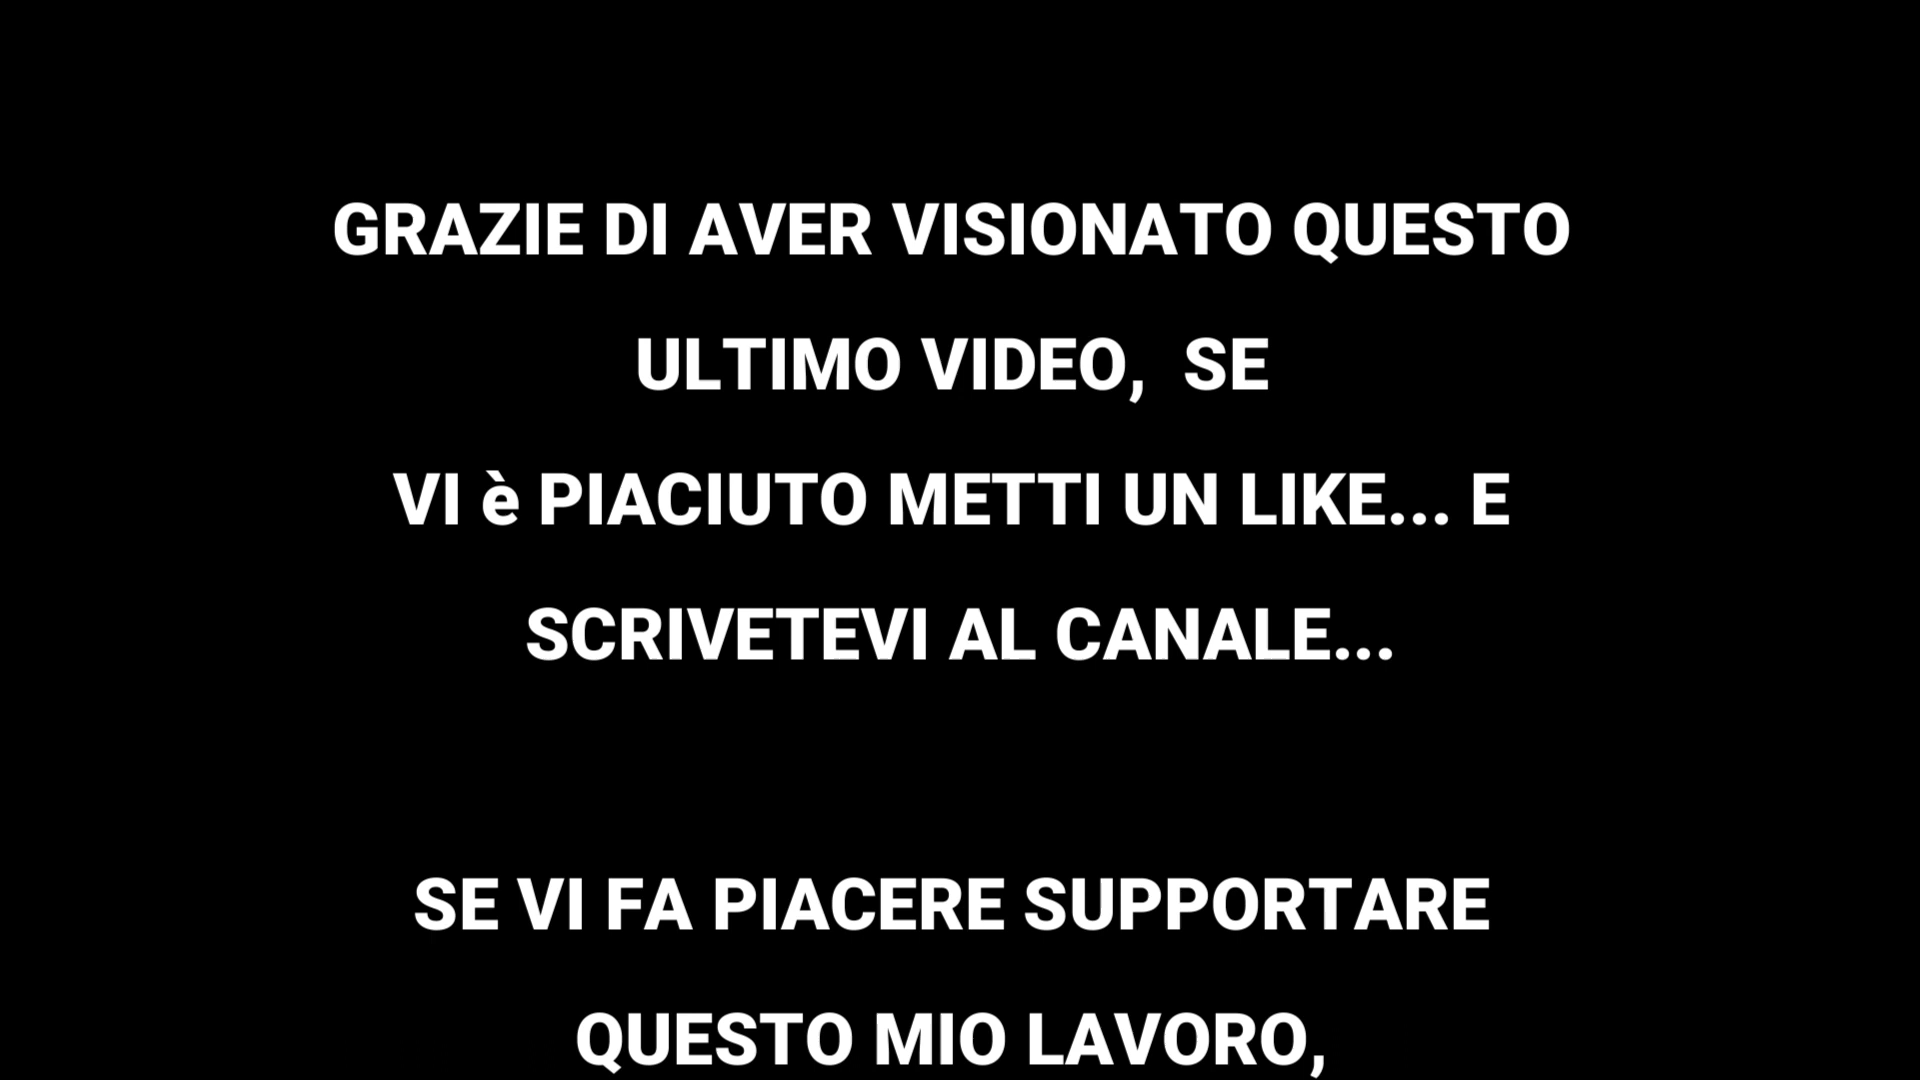 GRAZIE DI AVER VISIONATO QUESTO
ULTIMO VIDEO,  SE
VI è PIACIUTO METTI UN LIKE... E
SCRIVETEVI AL CANALE...
SE VI FA PIACERE SUPPORTARE
QUESTO MIO LAVORO,